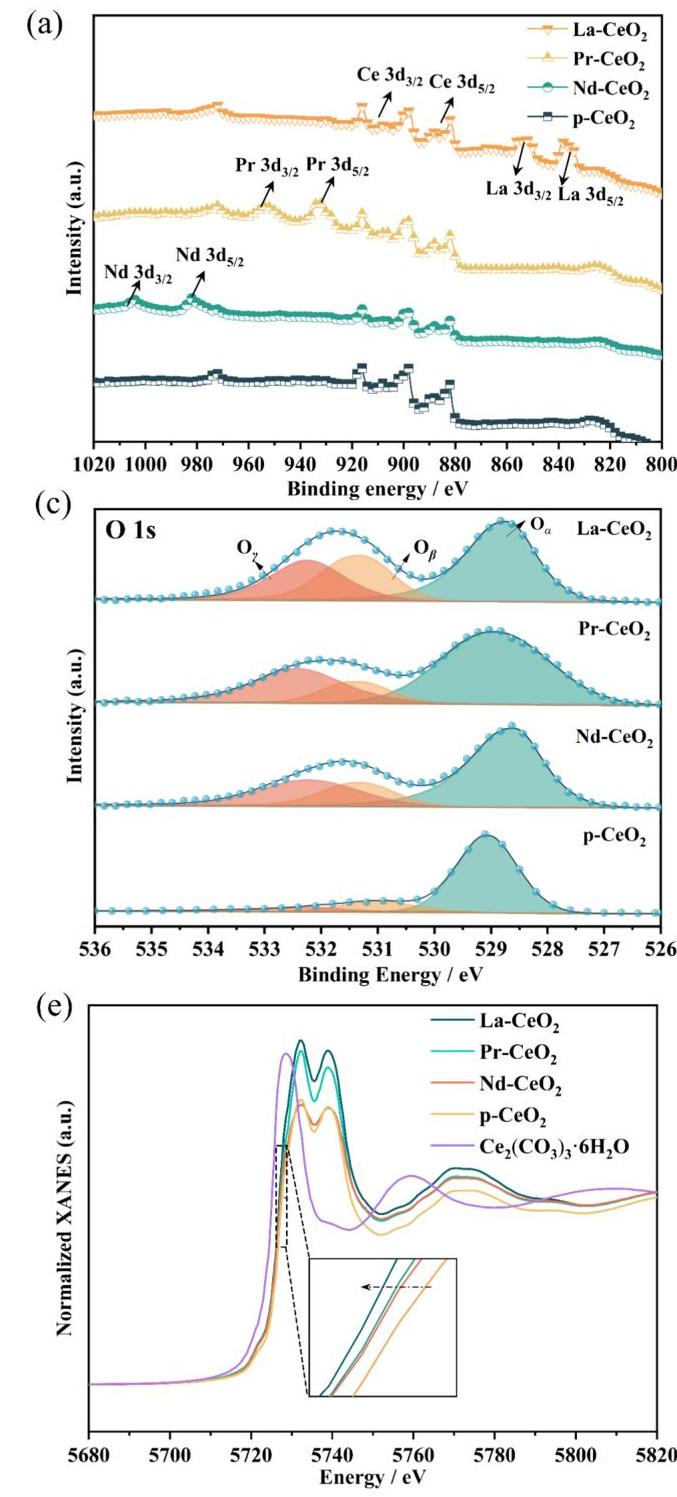 (a)
La-CeO₂
Pr-CeO₂
Nd-CeO₂
p-CeO₂
Ce 3d₃/₂
Ce 3d₅/₂
Pr 3d₃/₂
Pr 3d₅/₂
La 3d₃/₂
La 3d₅/₂
Nd 3d₃/₂
Nd 3d₅/₂
Intensity (a.u.)
1020 1000 980 960 940 920 900 880 860 840 820 800
Binding energy / eV
(c)
O 1s
La-CeO₂
Oγ
Oβ
Oα
Pr-CeO₂
Nd-CeO₂
p-CeO₂
Intensity (a.u.)
536 535 534 533 532 531 530 529 528 527 526
Binding Energy / eV
(e)
La-CeO₂
Pr-CeO₂
Nd-CeO₂
p-CeO₂
Ce₂(CO₃)₃·6H₂O
Normalized XANES (a.u.)
5680 5700 5720 5740 5760 5780 5800 5820
Energy / eV